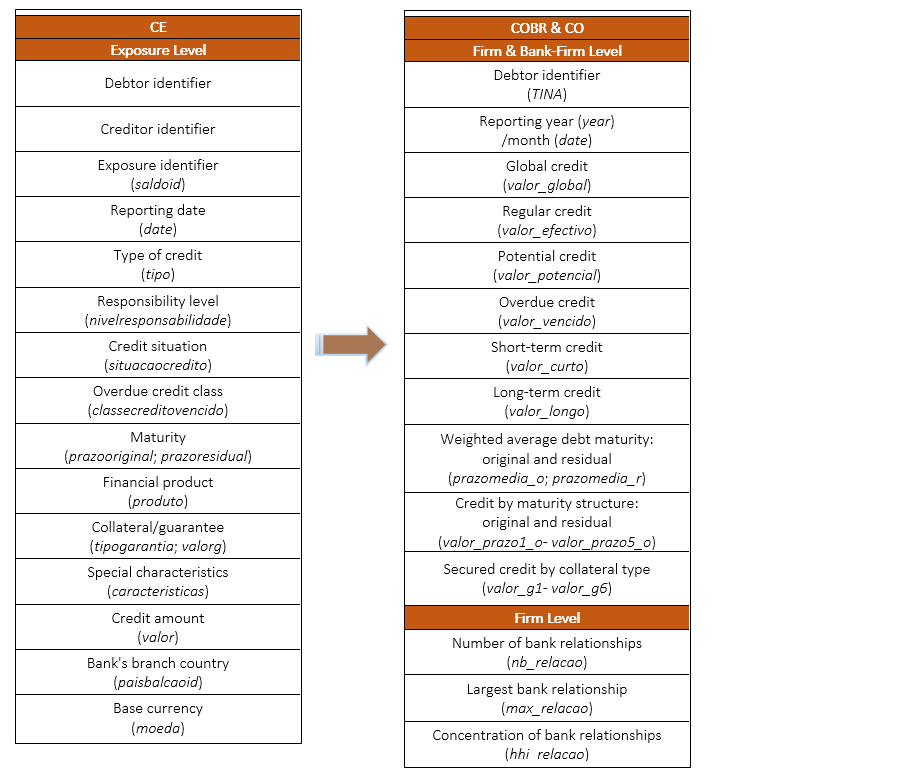 CE
Exposure Level
Debtor identifier
Creditor identifier
Exposure identifier
(saldoid)
Reporting date
(date)
Type of credit
(tipo)
Responsibility level
(nivelresponsabilidade)
Credit situation
(situacaocredito)
Overdue credit class
(classecreditovencido)
Maturity
(prazooriginal; prazoresidual)
Financial product
(produto)
Collateral/guarantee
(tipogarantia; valorg)
Special characteristics
(caracteristicas)
Credit amount
(valor)
Bank's branch country
(paisbalcaoid)
Base currency
(moeda)
COBR & CO
Firm & Bank-Firm Level
Debtor identifier
(TINA)
Reporting year (year)
/month (date)
Global credit
(valor_global)
Regular credit
(valor_efectivo)
Potential credit
(valor_potencial)
Overdue credit
(valor_vencido)
Short-term credit
(valor_curto)
Long-term credit
(valor_longo)
Weighted average debt maturity:
original and residual
(prazomedia_o; prazomedia_r)
Credit by maturity structure:
original and residual
(valor_prazo1_o- valor_prazo5_o)
Secured credit by collateral type
(valor_g1- valor_g6)
Firm Level
Number of bank relationships
(nb_relacao)
Largest bank relationship
(max_relacao)
Concentration of bank relationships
(hhi_relacao)